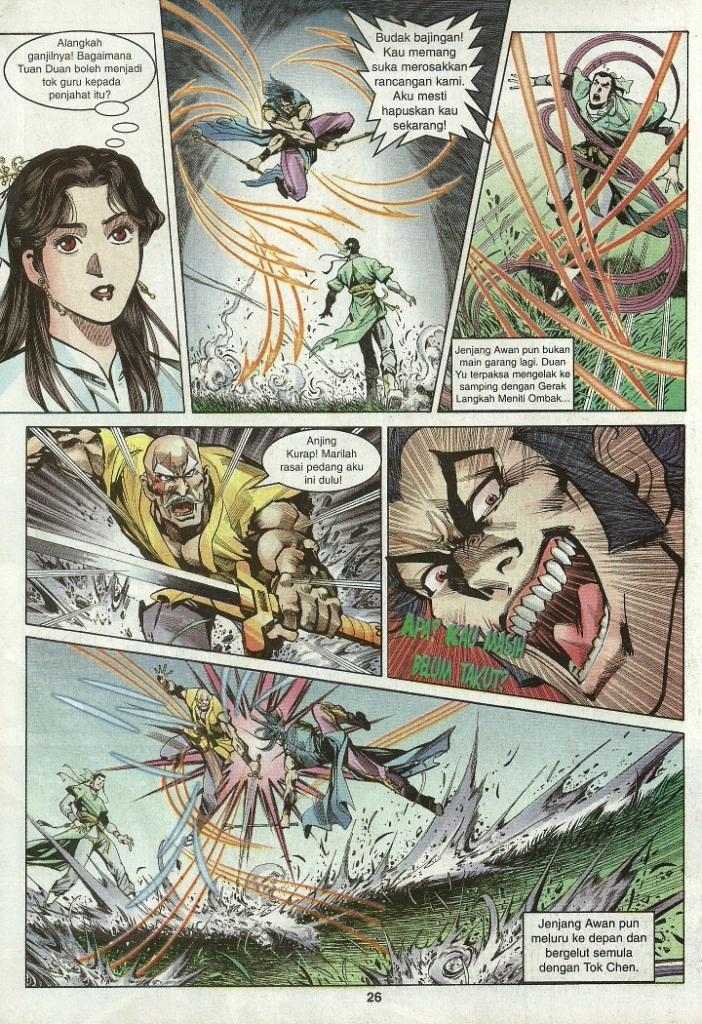 Alangkah
ganjilnya! Bagaimana
Tuan Duan boleh menjadi
tok guru kepada
penjahat itu?
Budak bajingan!
Kau memang
suka merosakkan
rancangan kami.
Aku mesti
hapuskan kau
sekarang!
Jenjang Awan pun bukan
main garang lagi. Duan
Yu terpaksa mengelak ke
samping dengan Gerak
Langkah Meniti Ombak...
Anjing
Kurap! Marilah
rasai pedang aku
ini dulu!
APA? KAU MASIH
BELUM TAKUT?
Jenjang Awan pun
meluru ke depan dan
bergelut semula
dengan Tok Chen.
26